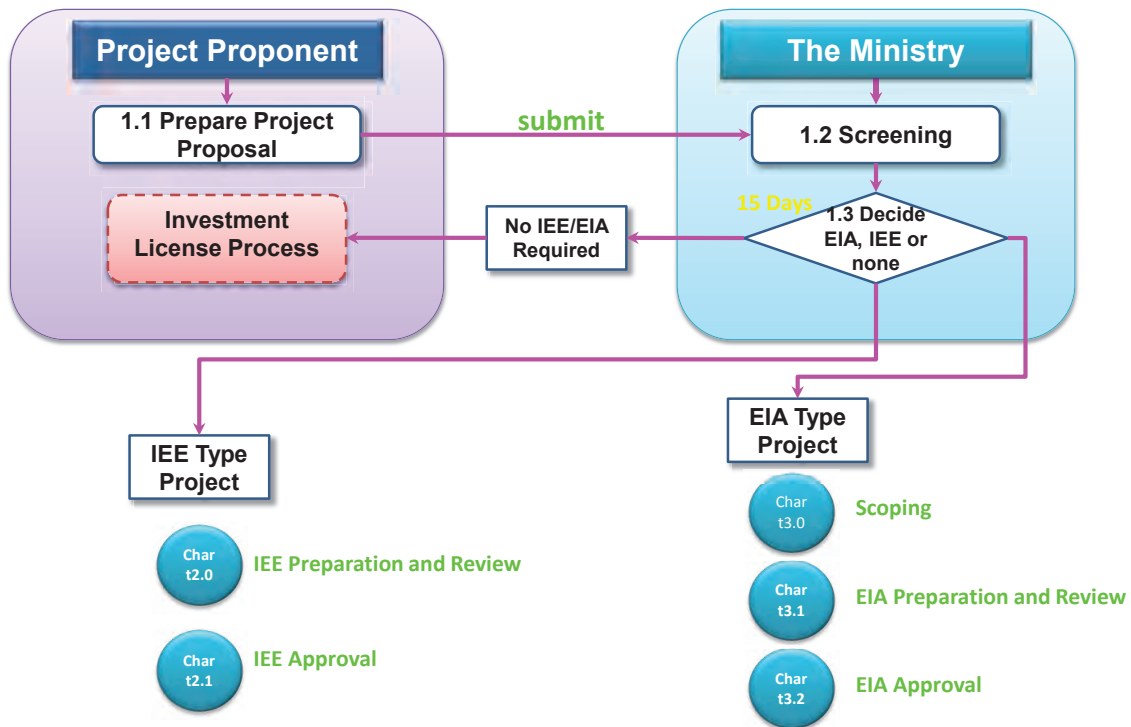 Project Proponent
The Ministry
1.1 Prepare Project
Proposal
submit
1.2 Screening
Investment
License Process
No IEE/EIA
Required
15 Days
1.3 Decide
EIA, IEE or
none
IEE Type
Project
EIA Type
Project
Char
t2.0
IEE Preparation and Review
Char
t2.1
IEE Approval
Char
t3.0
Scoping
Char
t3.1
EIA Preparation and Review
Char
t3.2
EIA Approval